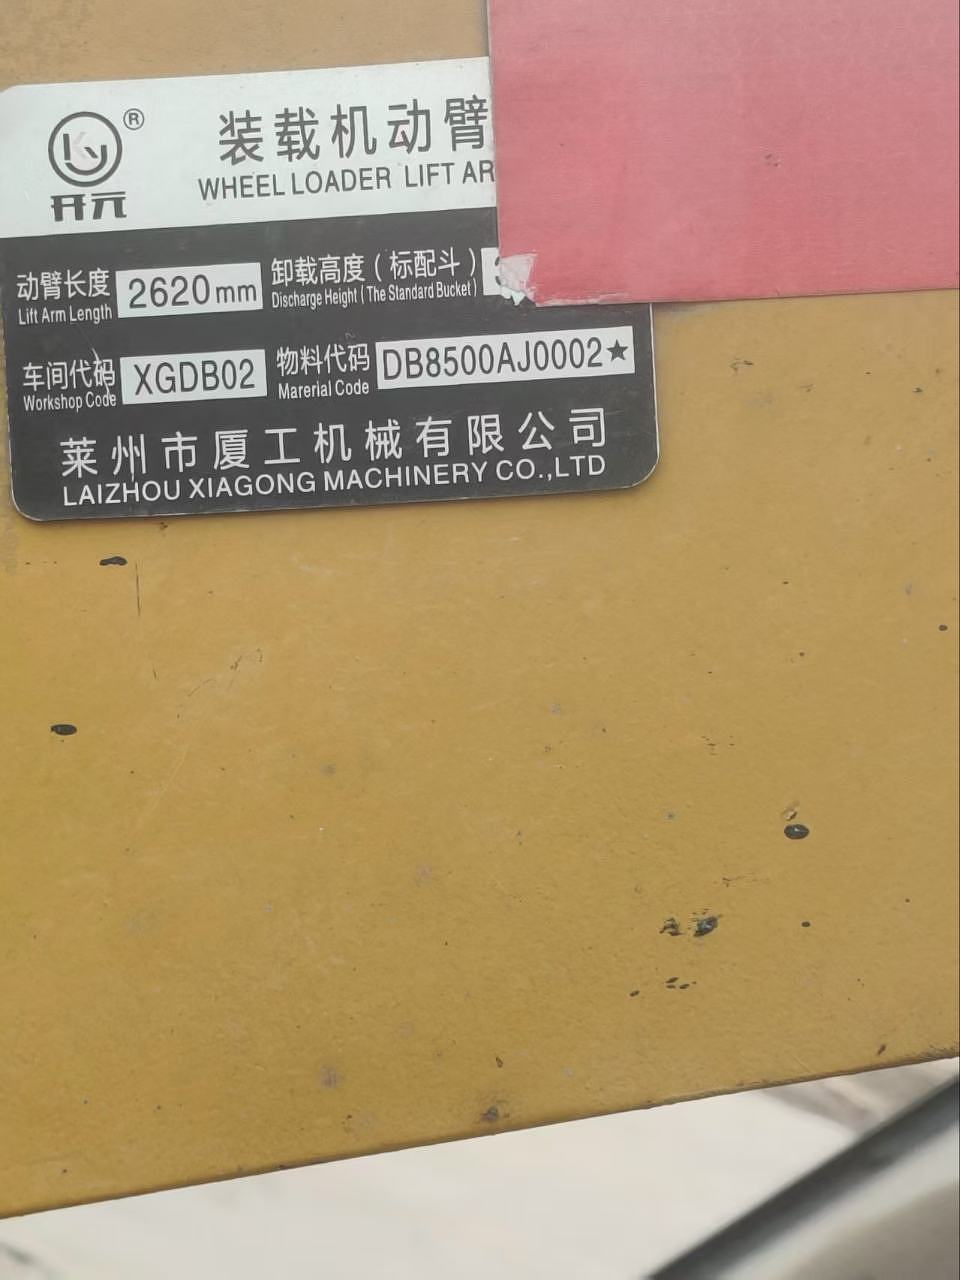 ®
开元
装载机动臂
WHEEL LOADER LIFT AR
动臂长度 2620mm 卸载高度（标配斗）
Lift Arm Length Discharge Height (The Standard Bucket)
车间代码 XGDB02 物料代码 DB8500AJ0002★
Workshop Code Marerial Code
莱州市厦工机械有限公司
LAIZHOU XIAGONG MACHINERY CO.,LTD